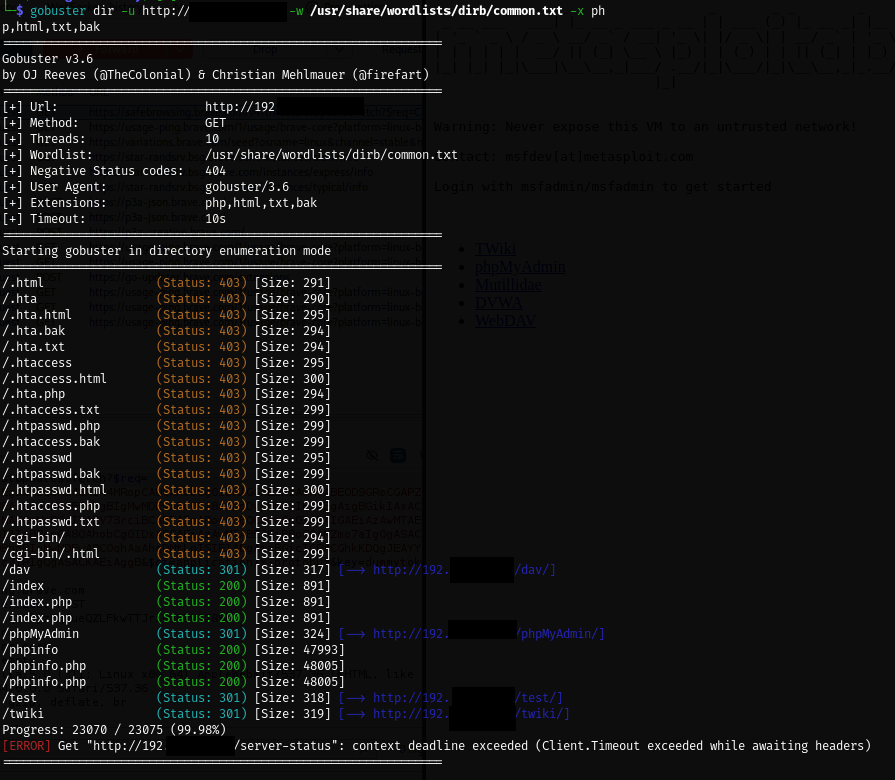 └─$ gobuster dir -u http:// -w /usr/share/wordlists/dirb/common.txt -x ph
p,html,txt,bak
===============================================================
Gobuster v3.6
by OJ Reeves (@TheColonial) & Christian Mehlmauer (@firefart)
===============================================================
[+] Url: http://192
[+] Method: GET
[+] Threads: 10
[+] Wordlist: /usr/share/wordlists/dirb/common.txt
[+] Negative Status codes: 404
[+] User Agent: gobuster/3.6
[+] Extensions: php,html,txt,bak
[+] Timeout: 10s
===============================================================
Starting gobuster in directory enumeration mode
===============================================================
/.html (Status: 403) [Size: 291]
/.hta (Status: 403) [Size: 290]
/.hta.html (Status: 403) [Size: 295]
/.hta.bak (Status: 403) [Size: 294]
/.hta.txt (Status: 403) [Size: 294]
/.htaccess (Status: 403) [Size: 295]
/.htaccess.html (Status: 403) [Size: 300]
/.hta.php (Status: 403) [Size: 294]
/.htaccess.txt (Status: 403) [Size: 299]
/.htpasswd.php (Status: 403) [Size: 299]
/.htaccess.bak (Status: 403) [Size: 299]
/.htpasswd (Status: 403) [Size: 295]
/.htpasswd.bak (Status: 403) [Size: 299]
/.htpasswd.html (Status: 403) [Size: 300]
/.htaccess.php (Status: 403) [Size: 299]
/.htpasswd.txt (Status: 403) [Size: 299]
/cgi-bin/ (Status: 403) [Size: 294]
/cgi-bin/.html (Status: 403) [Size: 299]
/dav (Status: 301) [Size: 317] [--> http://192. /dav/]
/index (Status: 200) [Size: 891]
/index.php (Status: 200) [Size: 891]
/index.php (Status: 200) [Size: 891]
/phpMyAdmin (Status: 301) [Size: 324] [--> http://192. /phpMyAdmin/]
/phpinfo (Status: 200) [Size: 47993]
/phpinfo.php (Status: 200) [Size: 48005]
/phpinfo.php (Status: 200) [Size: 48005]
/test (Status: 301) [Size: 318] [--> http://192. /test/]
/twiki (Status: 301) [Size: 319] [--> http://192. /twiki/]
Progress: 23070 / 23075 (99.98%)
[ERROR] Get "http://192 /server-status": context deadline exceeded (Client.Timeout exceeded while awaiting headers)
===============================================================
Warning: Never expose this VM to an untrusted network!
Contact: msfdev[at]metasploit.com
Login with msfadmin/msfadmin to get started
TWiki
phpMyAdmin
Mutillidae
DVWA
WebDAV